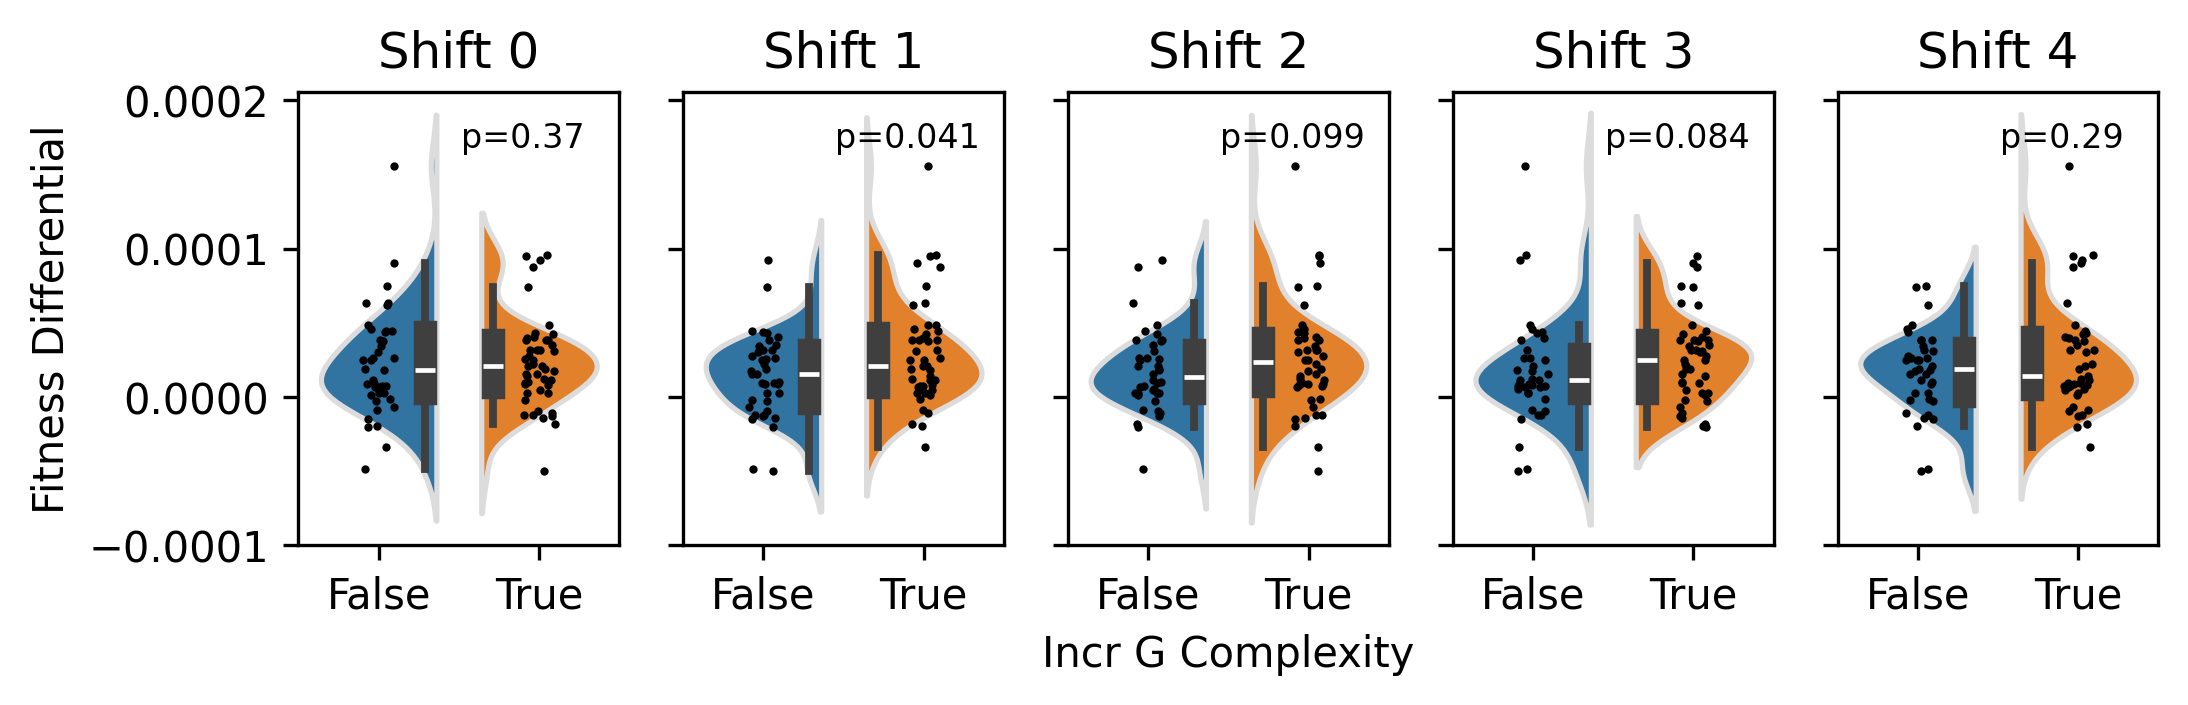 Shift 0 Shift 1 Shift 2 Shift 3 Shift 4
0.0002
p=0.37 p=0.041 p=0.099 p=0.084 p=0.29
0.0001
0.0000
−0.0001
Fitness Differential
False True False True False True False True False True
Incr G Complexity